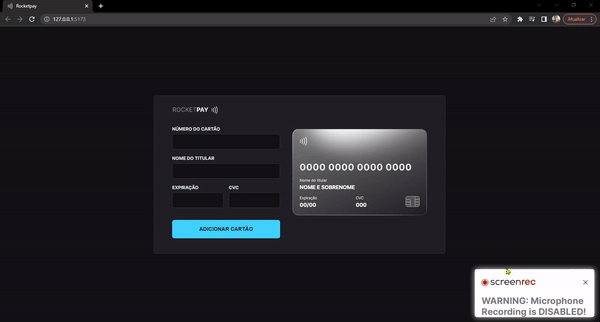 Rocketpay
127.0.0.1:5173
Atualizar
ROCKETPAY
NÚMERO DO CARTÃO
NOME DO TITULAR
EXPIRAÇÃO CVC
ADICIONAR CARTÃO
0000 0000 0000 0000
Nome do titular
NOME E SOBRENOME
Expiração CVC
00/00 000
screenrec
WARNING: Microphone
Recording is DISABLED!